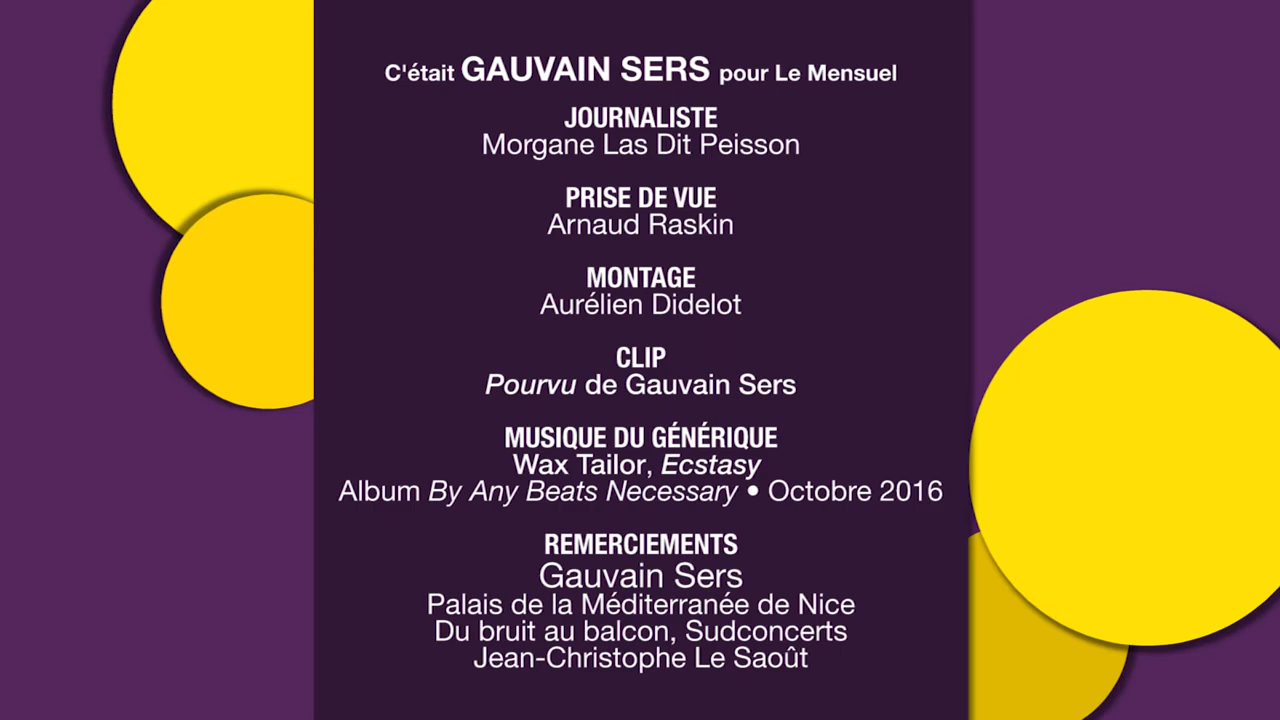 C'était GAUVAIN SERS pour Le Mensuel
JOURNALISTE
Morgane Las Dit Peisson
PRISE DE VUE
Arnaud Raskin
MONTAGE
Aurélien Didelot
CLIP
Pourvu de Gauvain Sers
MUSIQUE DU GÉNÉRIQUE
Wax Tailor, Ecstasy
Album By Any Beats Necessary • Octobre 2016
REMERCIEMENTS
Gauvain Sers
Palais de la Méditerranée de Nice
Du bruit au balcon, Sudconcerts
Jean-Christophe Le Saoût